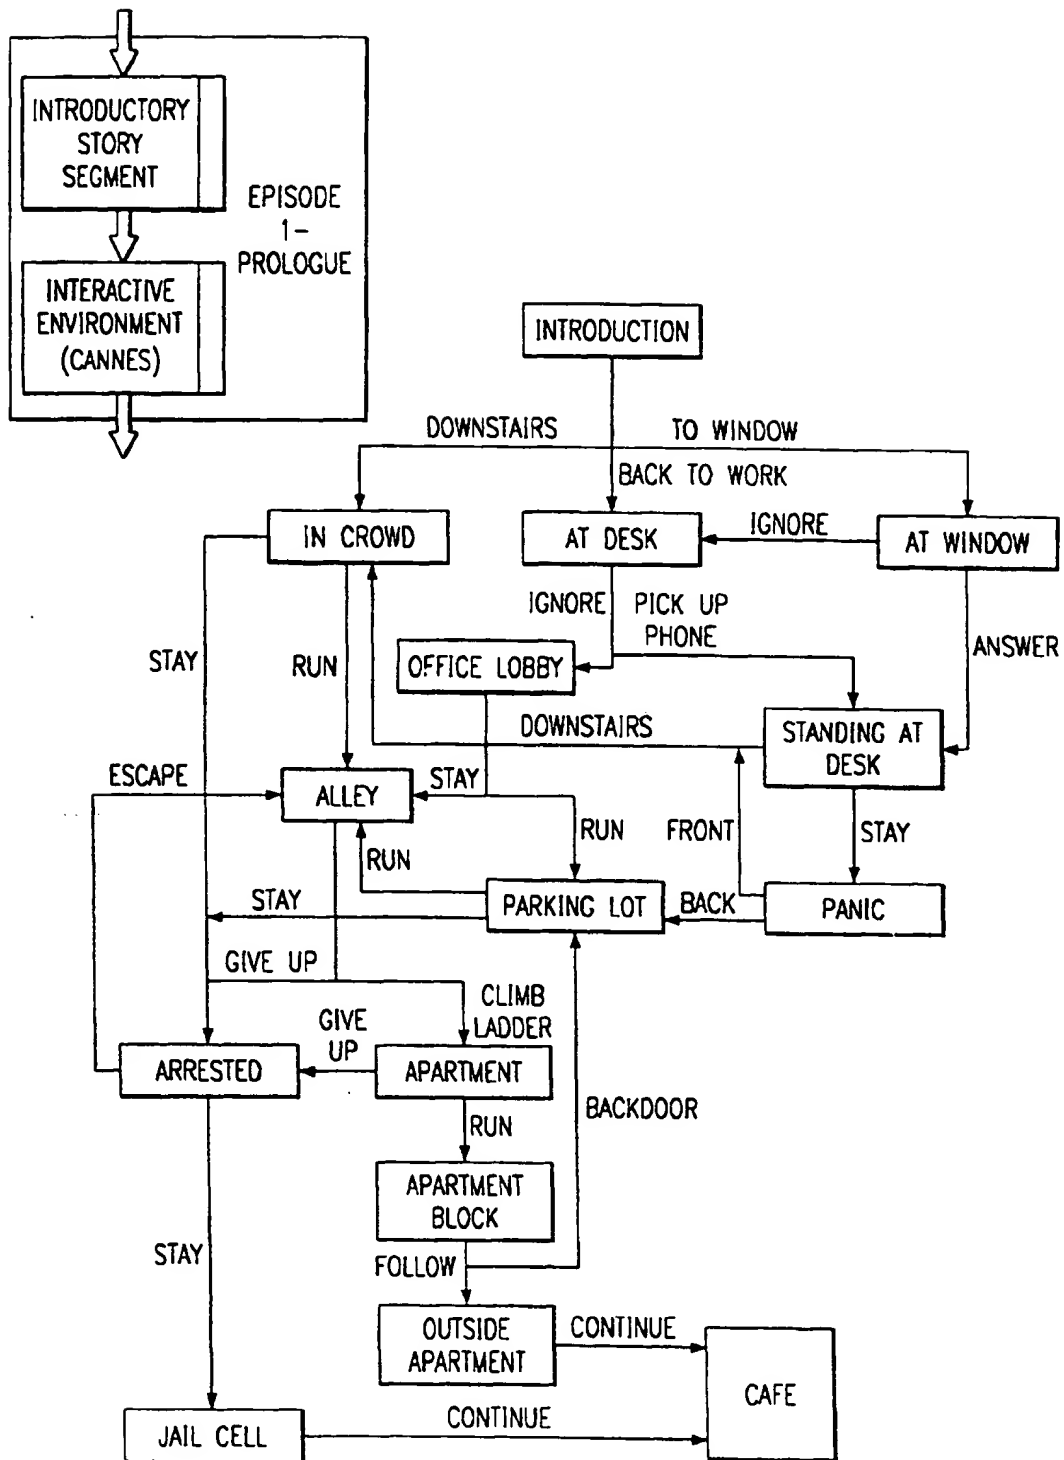 INTRODUCTORY
STORY
SEGMENT
EPISODE
1-
PROLOGUE
INTERACTIVE
ENVIRONMENT
(CANNES)
INTRODUCTION
DOWNSTAIRS
TO WINDOW
BACK TO WORK
IN CROWD
AT DESK
IGNORE
AT WINDOW
IGNORE
PICK UP
PHONE
ANSWER
STAY
RUN
OFFICE LOBBY
DOWNSTAIRS
STANDING AT
DESK
ESCAPE
ALLEY
STAY
RUN
FRONT
STAY
RUN
STAY
PARKING LOT
BACK
PANIC
GIVE UP
CLIMB
LADDER
GIVE
UP
ARRESTED
APARTMENT
BACKDOOR
RUN
APARTMENT
BLOCK
STAY
FOLLOW
OUTSIDE
APARTMENT
CONTINUE
CAFE
JAIL CELL
CONTINUE